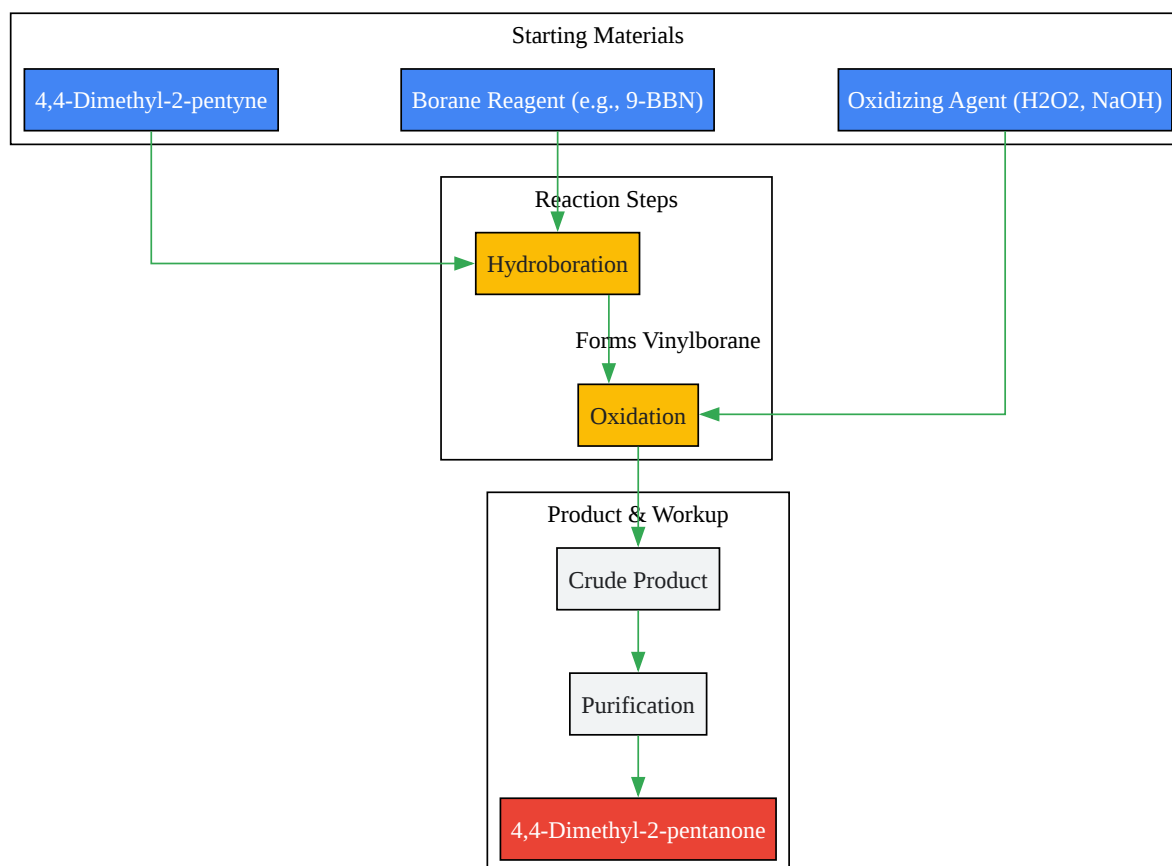 Starting Materials
4,4-Dimethyl-2-pentyne
Borane Reagent (e.g., 9-BBN)
Oxidizing Agent (H2O2, NaOH)
Reaction Steps
Hydroboration
Forms Vinylborane
Oxidation
Product & Workup
Crude Product
Purification
4,4-Dimethyl-2-pentanone